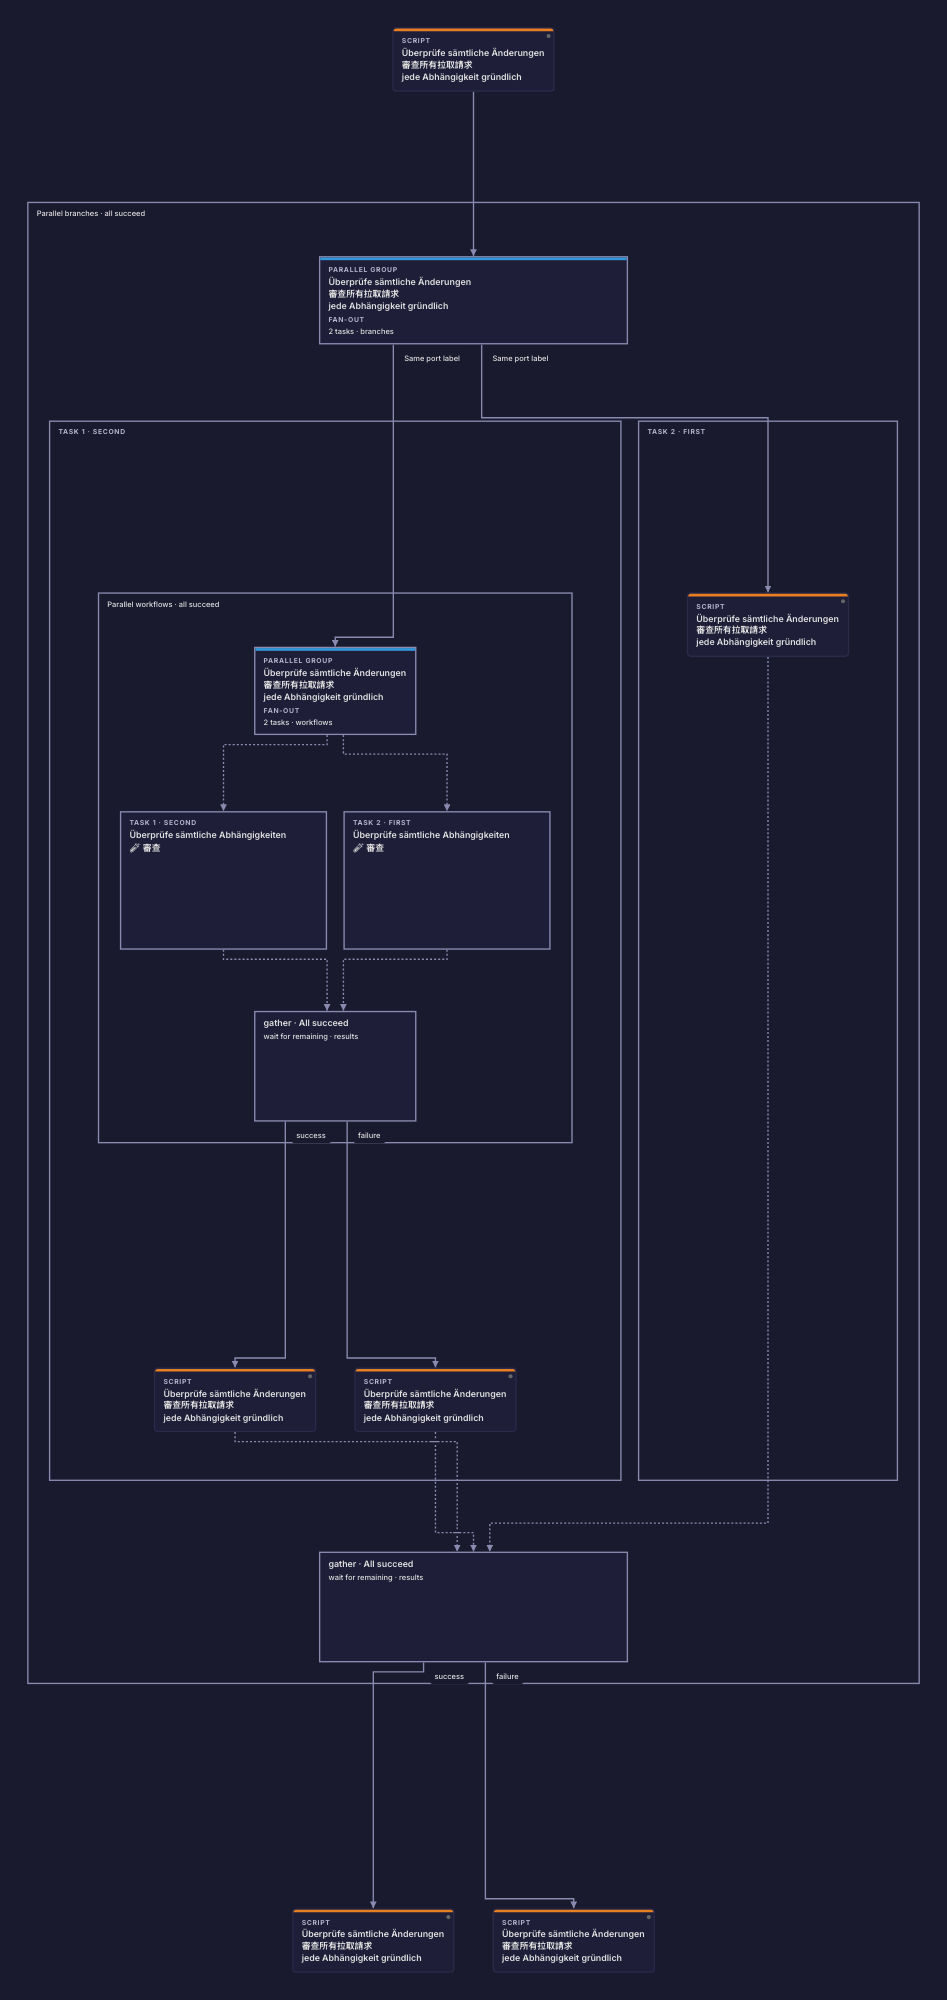 SCRIPT
Überprüfe sämtliche Änderungen
審查所有拉取請求
jede Abhängigkeit gründlich
Parallel branches · all succeed
PARALLEL GROUP
Überprüfe sämtliche Änderungen
審查所有拉取請求
jede Abhängigkeit gründlich
FAN-OUT
2 tasks · branches
Same port label
Same port label
TASK 1 · SECOND
TASK 2 · FIRST
Parallel workflows · all succeed
SCRIPT
Überprüfe sämtliche Änderungen
審查所有拉取請求
jede Abhängigkeit gründlich
PARALLEL GROUP
Überprüfe sämtliche Änderungen
審查所有拉取請求
jede Abhängigkeit gründlich
FAN-OUT
2 tasks · workflows
TASK 1 · SECOND
Überprüfe sämtliche Abhängigkeiten
審查
TASK 2 · FIRST
Überprüfe sämtliche Abhängigkeiten
審查
gather · All succeed
wait for remaining · results
success
failure
SCRIPT
Überprüfe sämtliche Änderungen
審查所有拉取請求
jede Abhängigkeit gründlich
SCRIPT
Überprüfe sämtliche Änderungen
審查所有拉取請求
jede Abhängigkeit gründlich
gather · All succeed
wait for remaining · results
success
failure
SCRIPT
Überprüfe sämtliche Änderungen
審查所有拉取請求
jede Abhängigkeit gründlich
SCRIPT
Überprüfe sämtliche Änderungen
審查所有拉取請求
jede Abhängigkeit gründlich